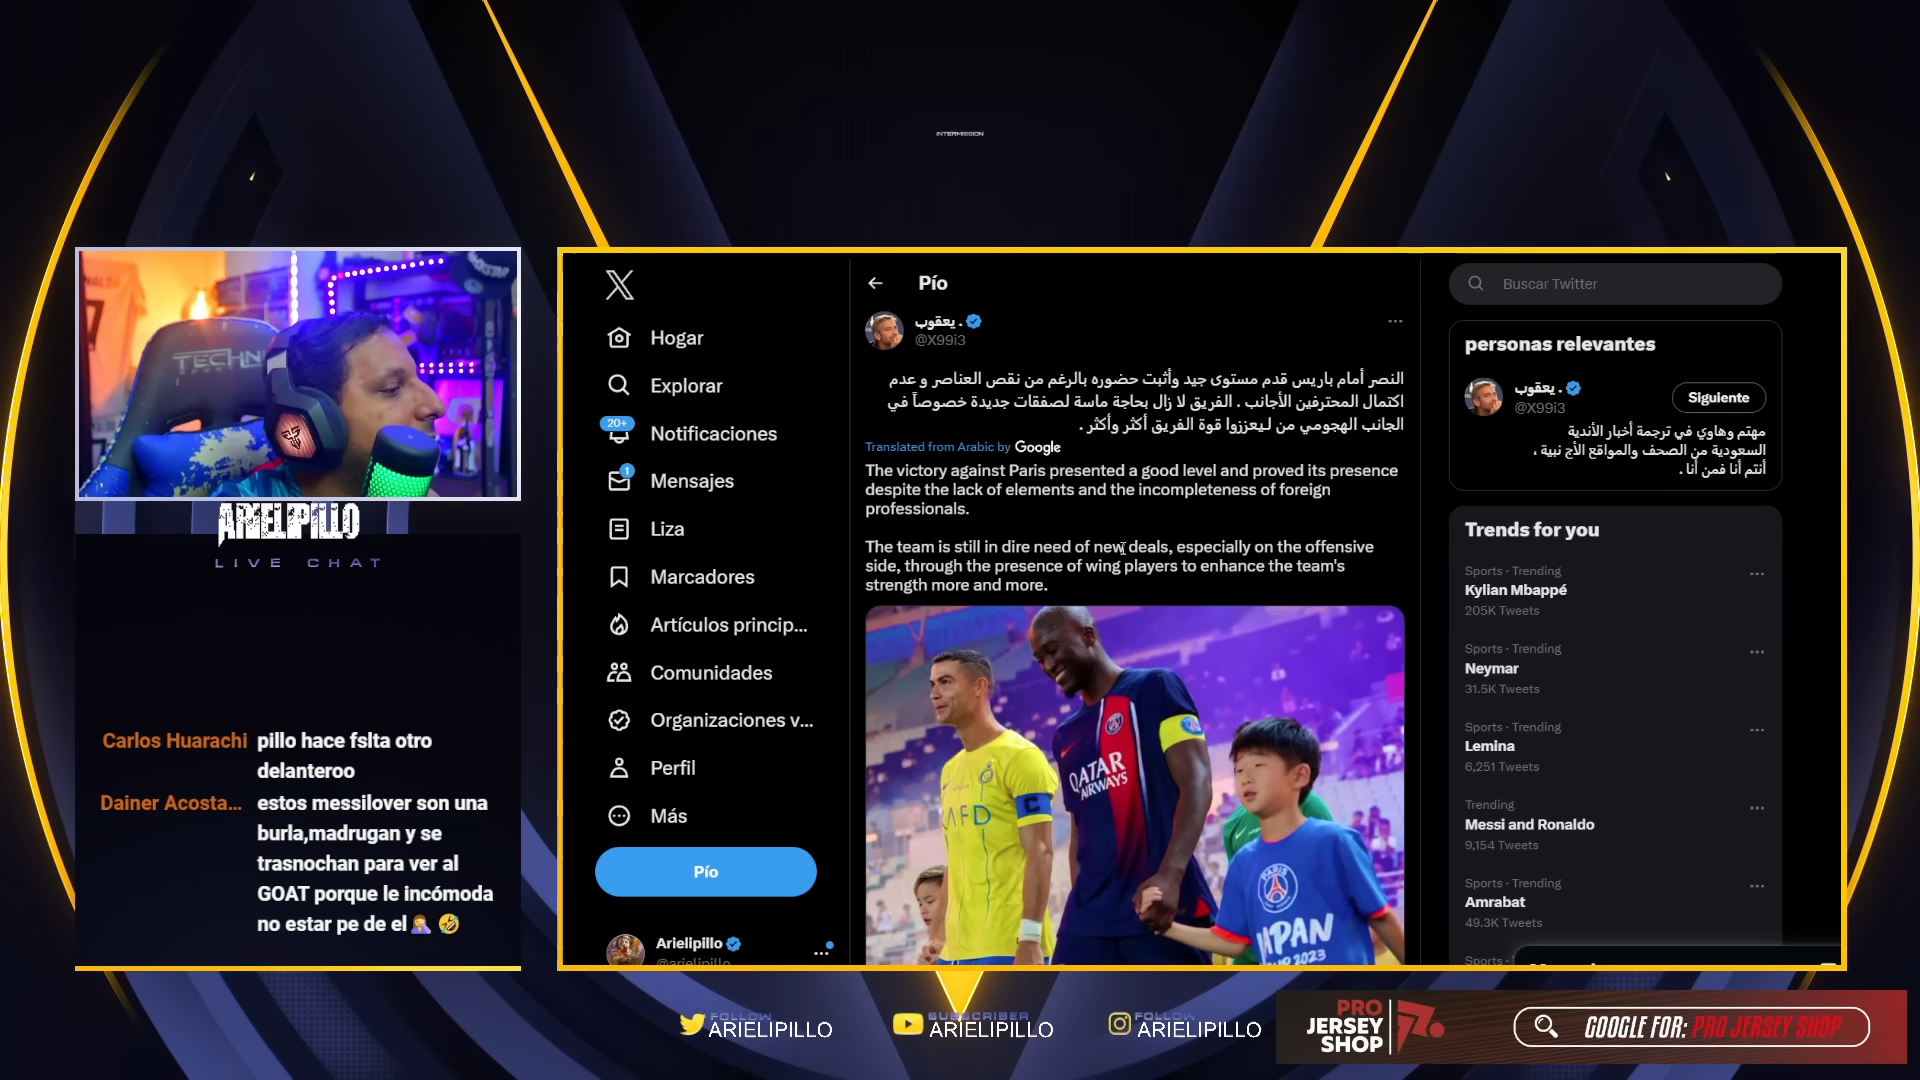 INTERMISSION
TECHNI
ARIELIPILLO
LIVE CHAT
Carlos Huarachi pillo hace fslta otro
delanteroo
Dainer Acosta... estos messilover son una
burla,madrugan y se
trasnochan para ver al
GOAT porque le incómoda
no estar pe de el🤦‍♀️ 🤣
Hogar
Explorar
20+
Notificaciones
1
Mensajes
Liza
Marcadores
Artículos princip...
Comunidades
Organizaciones v...
Perfil
Más
Pío
Arielipillo
@arielipillo
Pío
يعقوب .
@X99i3
النصر أمام باريس قدم مستوى جيد وأثبت حضوره بالرغم من نقص العناصر و عدم
اكتمال المحترفين الأجانب . الفريق لا زال بحاجة ماسة لصفقات جديدة خصوصاً في
الجانب الهجومي من ليعززوا قوة الفريق أكثر وأكثر .
Translated from Arabic by Google
The victory against Paris presented a good level and proved its presence
despite the lack of elements and the incompleteness of foreign
professionals.
The team is still in dire need of new deals, especially on the offensive
side, through the presence of wing players to enhance the team's
strength more and more.
AFD
C
QATAR
AIRWAYS
PARIS
JAPAN
2023
Buscar Twitter
personas relevantes
يعقوب .
@X99i3
Siguiente
مهتم وهاوي في ترجمة أخبار الأندية
السعودية من الصحف والمواقع الأج نبية ،
أنتم أنا فمن أنا .
Trends for you
Sports · Trending
Kylian Mbappé
205K Tweets
Sports · Trending
Neymar
31.5K Tweets
Sports · Trending
Lemina
6,251 Tweets
Trending
Messi and Ronaldo
9,154 Tweets
Sports · Trending
Amrabat
49.3K Tweets
Sports ·
FOLLOW
ARIELIPILLO
SUBSCRIBER
ARIELIPILLO
FOLLOW
ARIELIPILLO
PRO
JERSEY
SHOP
GOOGLE FOR: PRO JERSEY SHOP